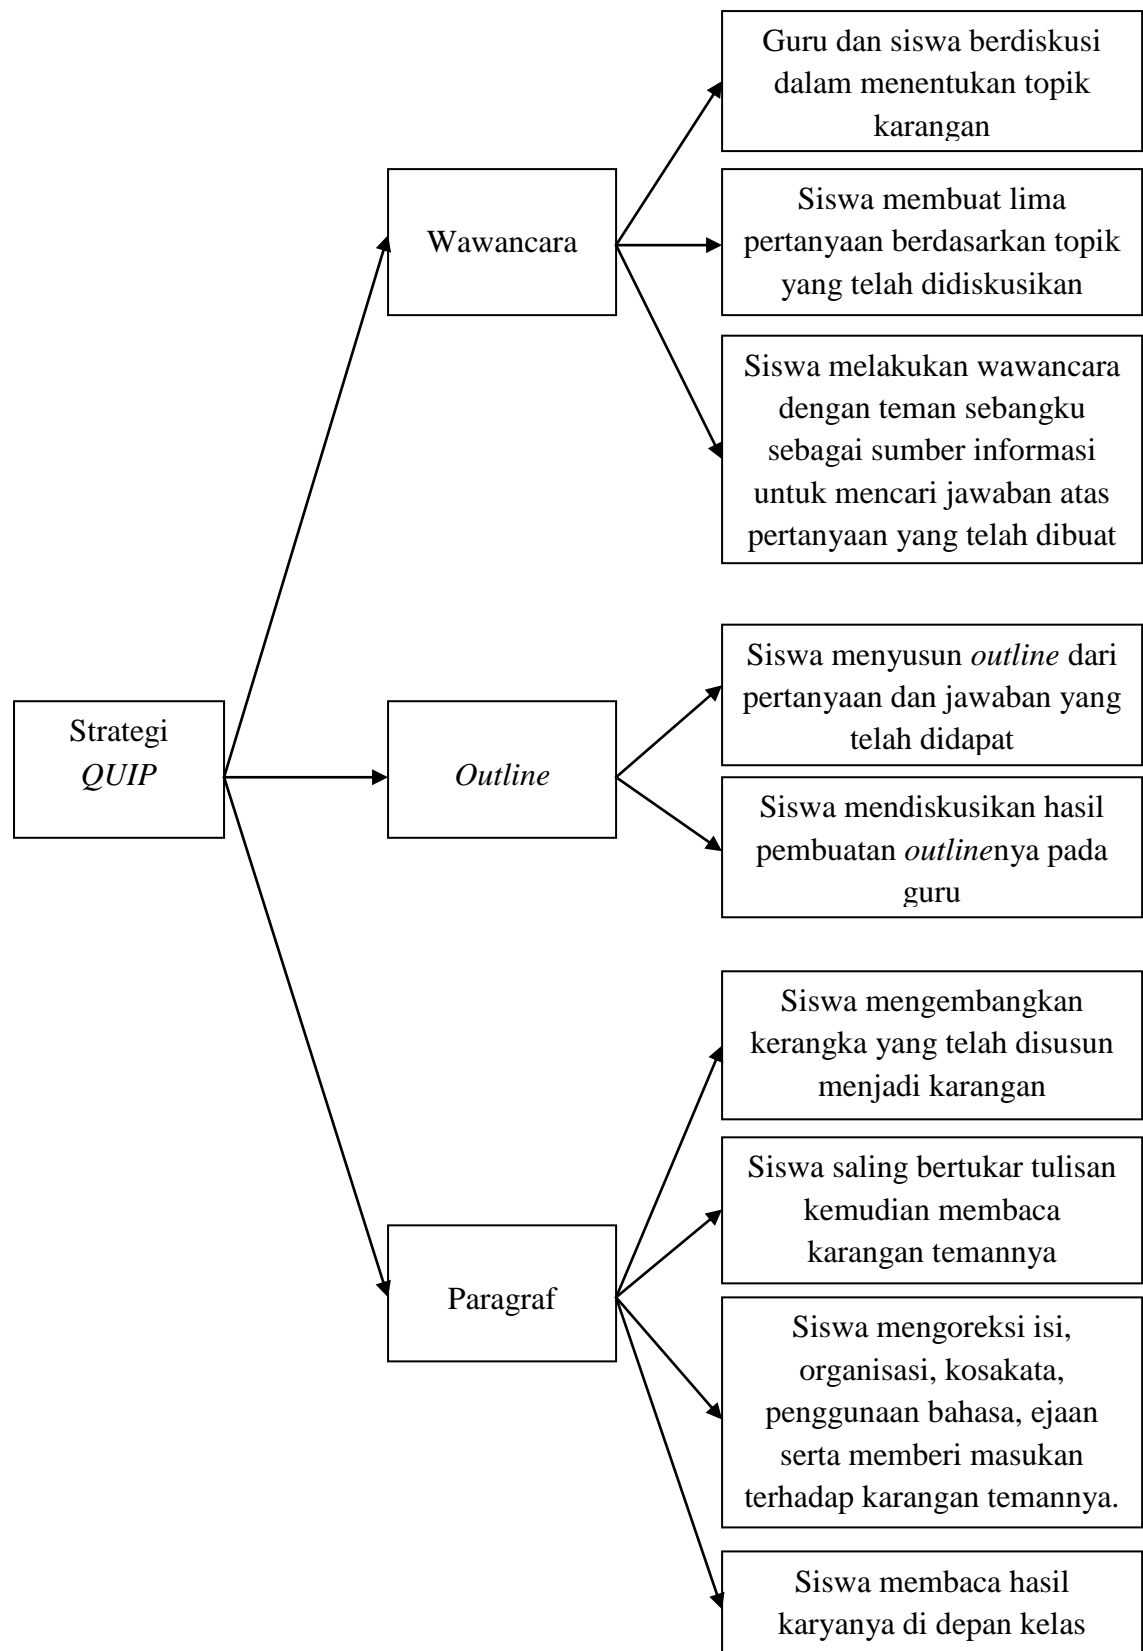 Guru dan siswa berdiskusi
dalam menentukan topik
karangan
Wawancara
Siswa membuat lima
pertanyaan berdasarkan topik
yang telah didiskusikan
Siswa melakukan wawancara
dengan teman sebangku
sebagai sumber informasi
untuk mencari jawaban atas
pertanyaan yang telah dibuat
Strategi
QUIP
Outline
Siswa menyusun outline dari
pertanyaan dan jawaban yang
telah didapat
Siswa mendiskusikan hasil
pembuatan outlinenya pada
guru
Paragraf
Siswa mengembangkan
kerangka yang telah disusun
menjadi karangan
Siswa saling bertukar tulisan
kemudian membaca
karangan temannya
Siswa mengoreksi isi,
organisasi, kosakata,
penggunaan bahasa, ejaan
serta memberi masukan
terhadap karangan temannya.
Siswa membaca hasil
karyanya di depan kelas